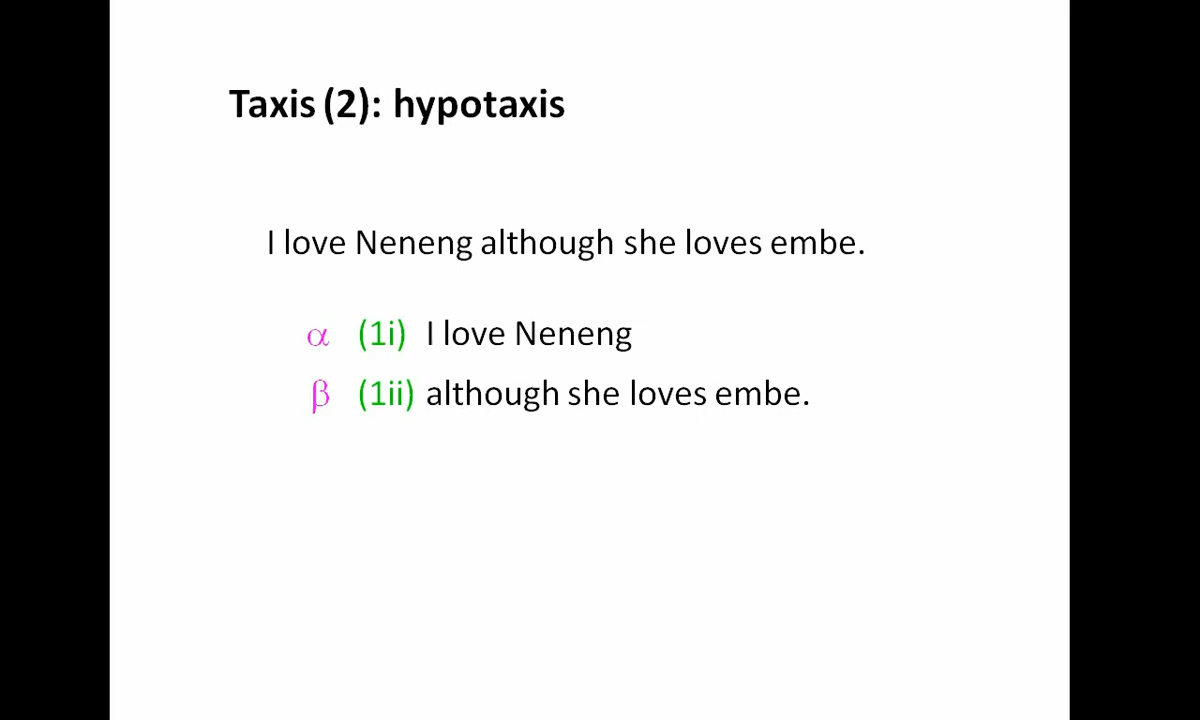 Taxis (2): hypotaxis
I love Neneng although she loves embe.
α (1i) I love Neneng
β (1ii) although she loves embe.